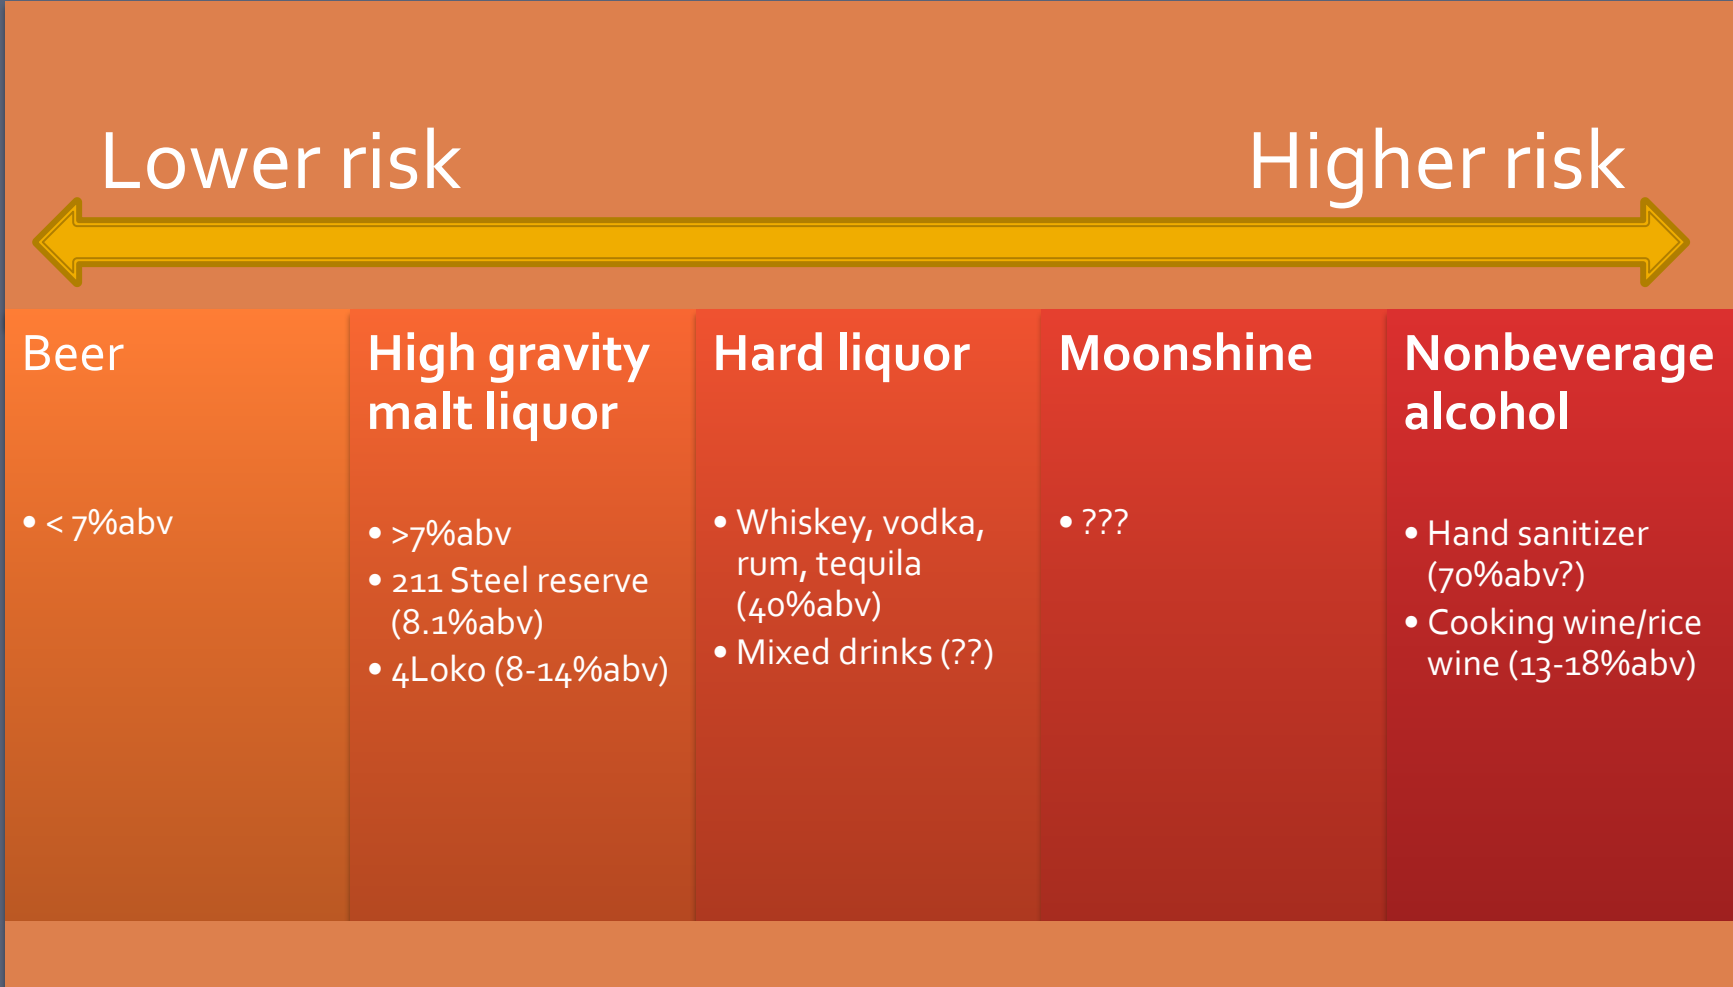 Lower risk
Higher risk
Beer
• < 7%abv
High gravity
malt liquor
• >7%abv
• 211 Steel reserve
(8.1%abv)
• 4Loko (8-14%abv)
Hard liquor
• Whiskey, vodka,
rum, tequila
(40%abv)
• Mixed drinks (??)
Moonshine
• ???
Nonbeverage
alcohol
• Hand sanitizer
(70%abv?)
• Cooking wine/rice
wine (13-18%abv)